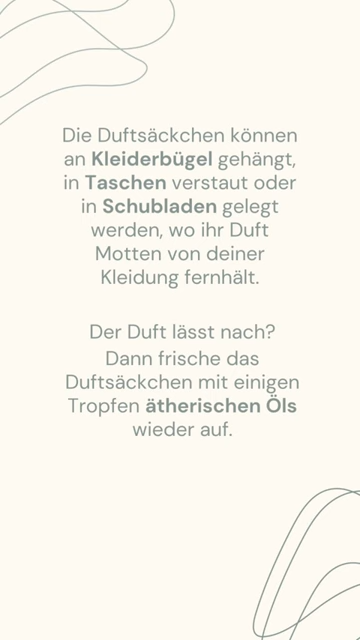 Die Duftsäckchen können
an Kleiderbügel gehängt,
in Taschen verstaut oder
in Schubladen gelegt
werden, wo ihr Duft
Motten von deiner
Kleidung fernhält.
Der Duft lässt nach?
Dann frische das
Duftsäckchen mit einigen
Tropfen ätherischen Öls
wieder auf.